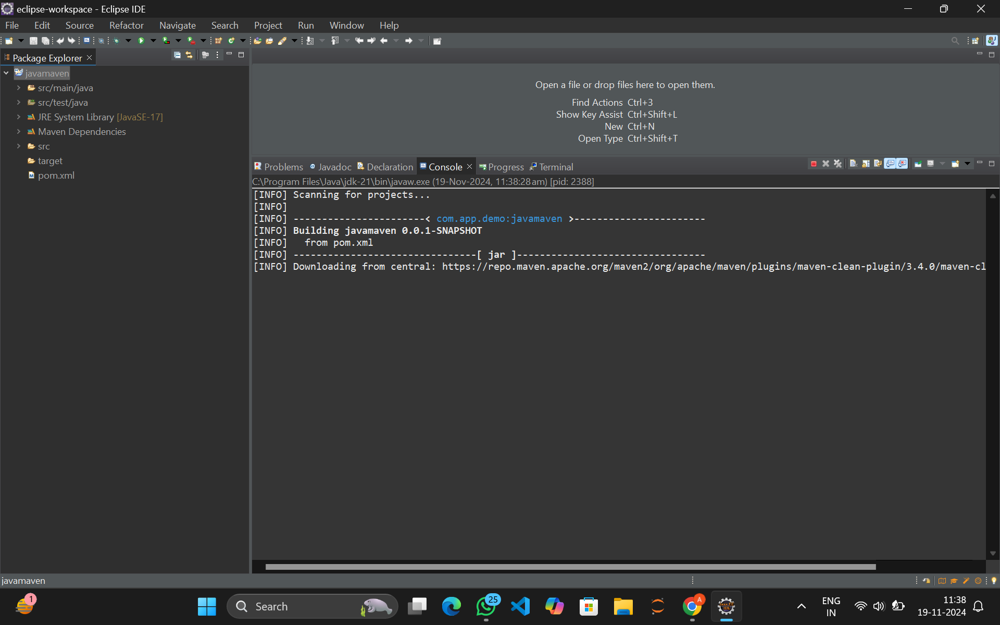 eclipse-workspace - Eclipse IDE
File Edit Source Refactor Navigate Search Project Run Window Help
Package Explorer
javamaven
src/main/java
src/test/java
JRE System Library [JavaSE-17]
Maven Dependencies
src
target
pom.xml
Open a file or drop files here to open them.
Find Actions Ctrl+3
Show Key Assist Ctrl+Shift+L
New Ctrl+N
Open Type Ctrl+Shift+T
Problems Javadoc Declaration Console Progress Terminal
C:\Program Files\Java\jdk-21\bin\javaw.exe (19-Nov-2024, 11:38:28 am) [pid: 2388]
[INFO] Scanning for projects...
[INFO]
[INFO] -----------------------< com.app.demo:javamaven >-----------------------
[INFO] Building javamaven 0.0.1-SNAPSHOT
[INFO]   from pom.xml
[INFO] --------------------------------[ jar ]---------------------------------
[INFO] Downloading from central: https://repo.maven.apache.org/maven2/org/apache/maven/plugins/maven-clean-plugin/3.4.0/maven-cl
javamaven
1
Search
25
A
ENG
IN
11:38
19-11-2024